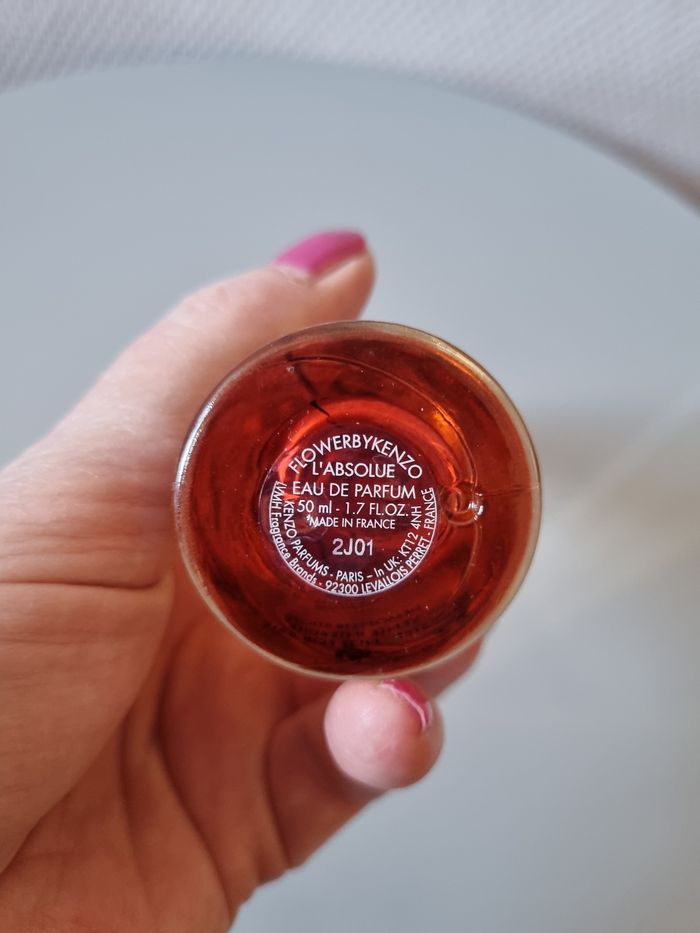 FLOWERBYKENZO
L'ABSOLUE
EAU DE PARFUM
50 ml - 1.7 FL.OZ.
MADE IN FRANCE
2J01
KENZO PARFUMS - PARIS – In UK: KT12 4NH
LVMH Fragrance Brands - 92300 LEVALLOIS PERRET - FRANCE